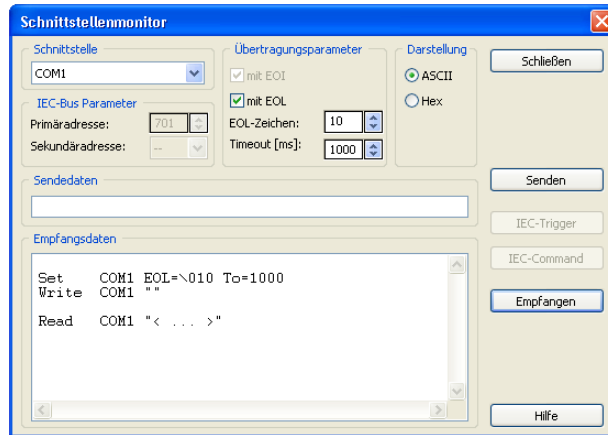 Schnittstellenmonitor
Schnittstelle
COM1
IEC-Bus Parameter
Primäradresse: 701
Sekundäradresse: --
Übertragungsparameter
mit EOI
mit EOL
EOL-Zeichen: 10
Timeout [ms]: 1000
Darstellung
ASCII
Hex
Schließen
Sendedaten
Senden
IEC-Trigger
IEC-Command
Empfangen
Empfangsdaten
Set COM1 EOL=\010 To=1000
Write COM1 ""
Read COM1 "< ... >"
Hilfe